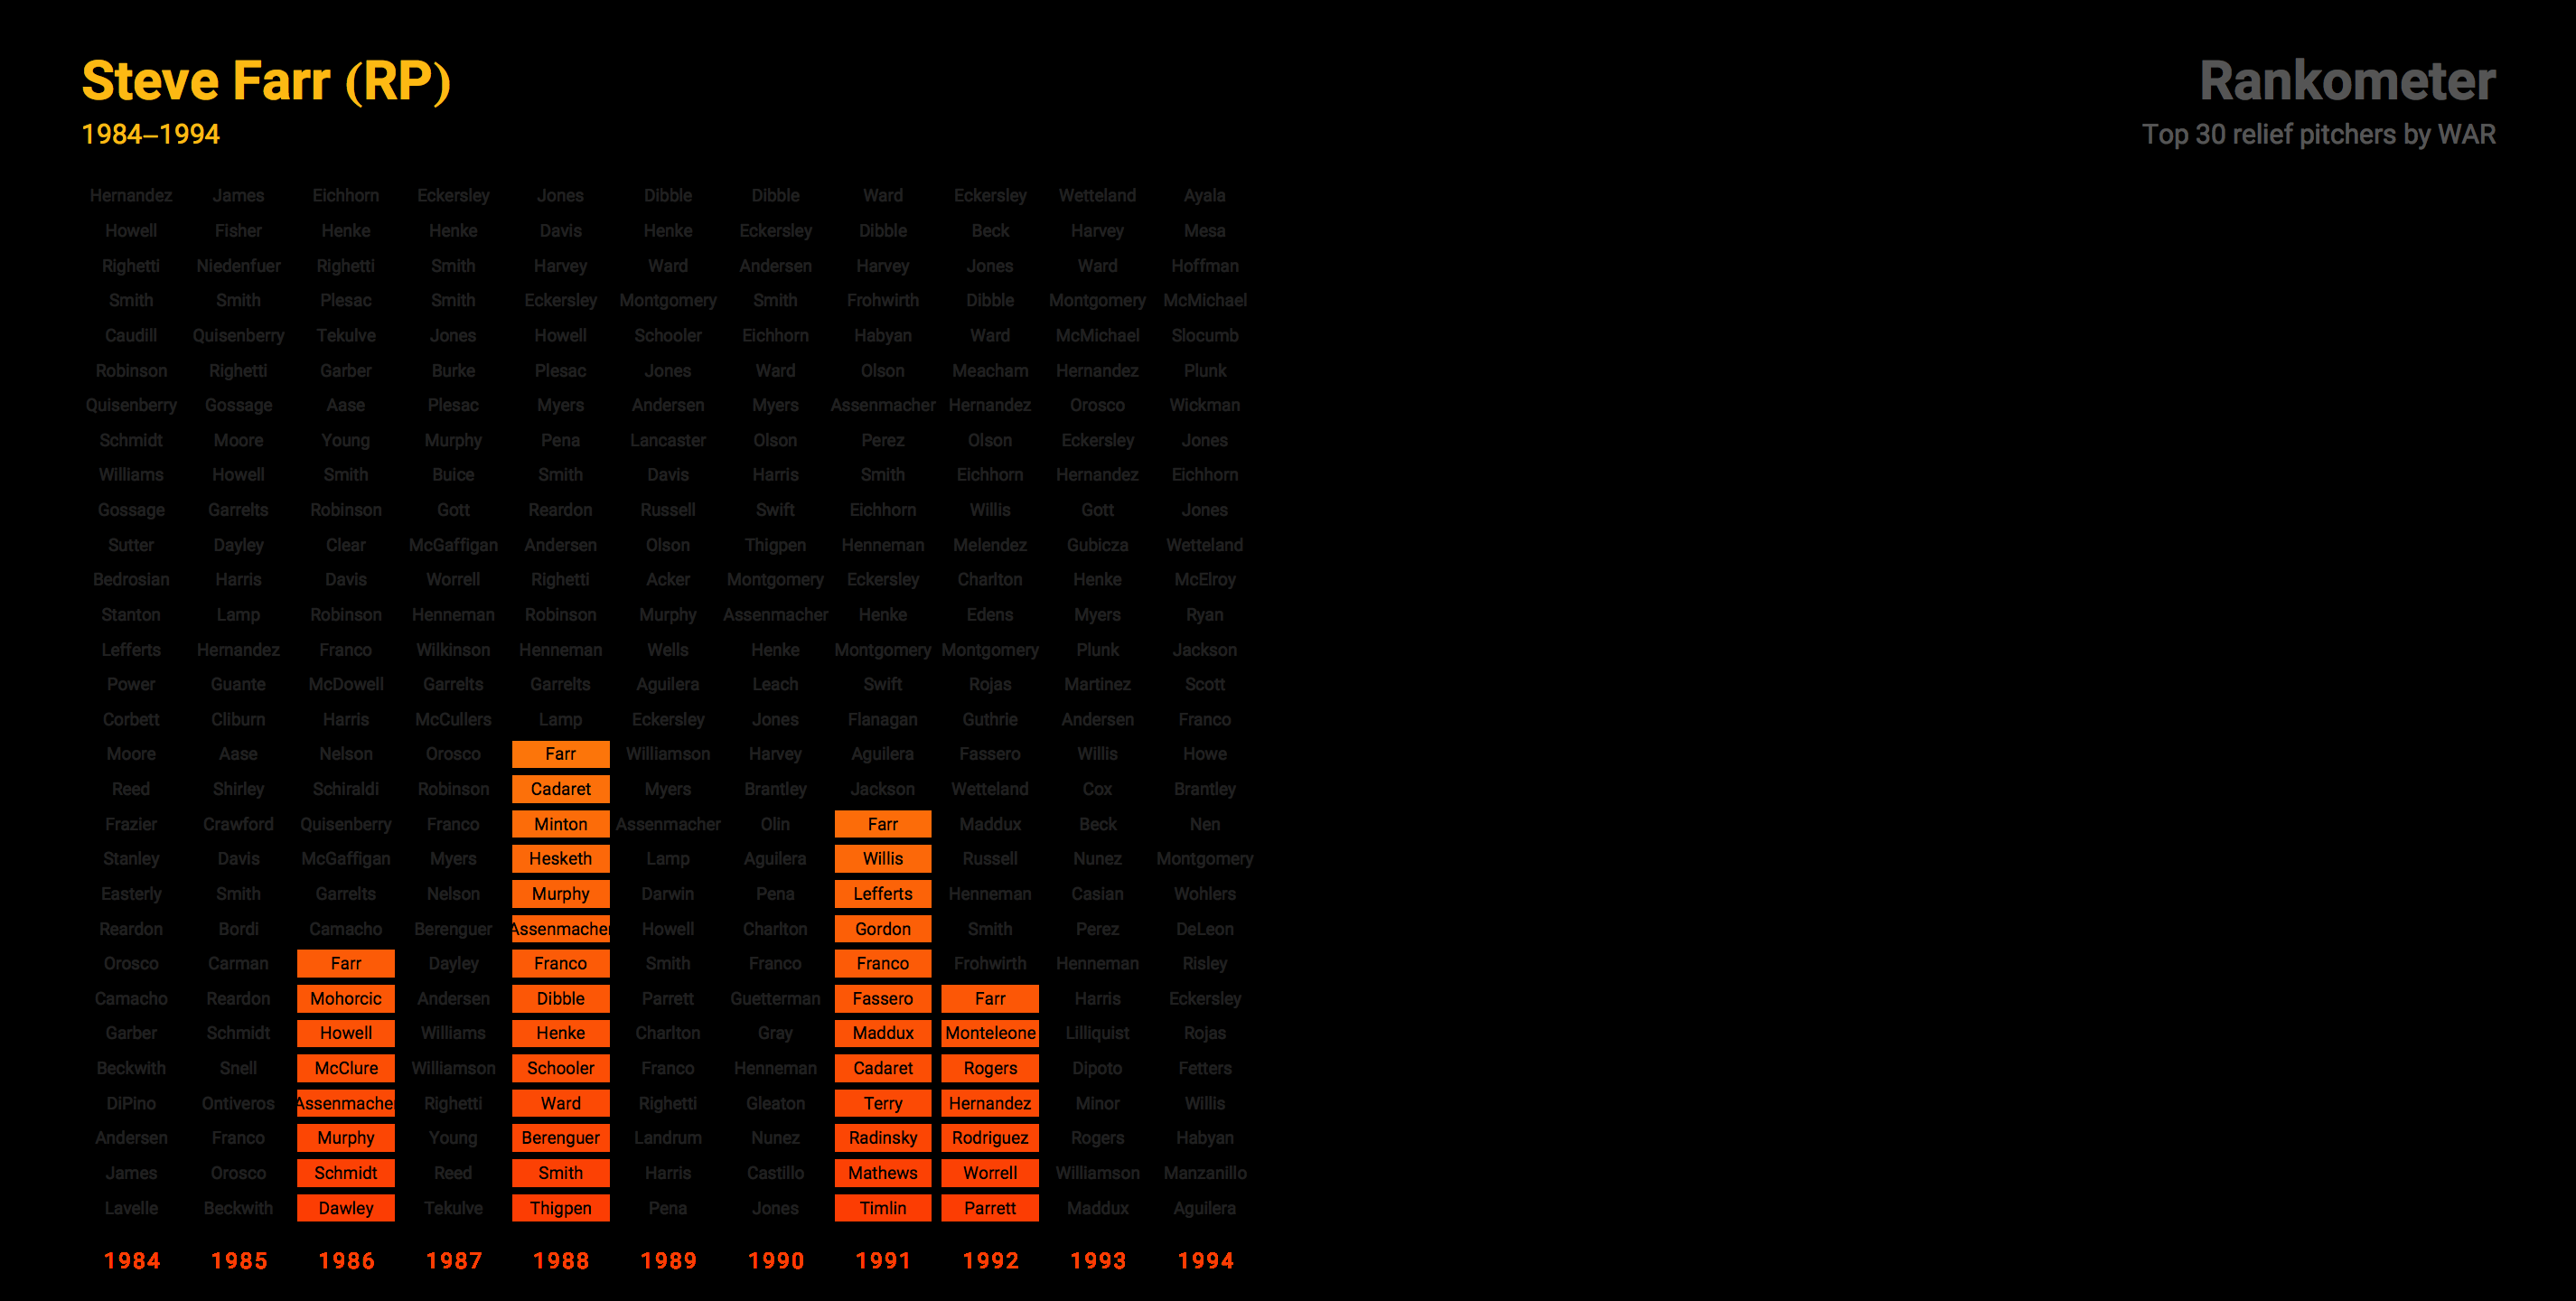 Steve Farr (RP)
1984–1994
Rankometer
Top 30 relief pitchers by WAR
Hernandez James Eichhorn Eckersley Jones Dibble Dibble Ward Eckersley Wetteland Ayala
Howell Fisher Henke Henke Davis Henke Eckersley Dibble Beck Harvey Mesa
Righetti Niedenfuer Righetti Smith Harvey Ward Andersen Harvey Jones Ward Hoffman
Smith Smith Plesac Smith Eckersley Montgomery Smith Frohwirth Dibble Montgomery McMichael
Caudill Quisenberry Tekulve Jones Howell Schooler Eichhorn Habyan Ward McMichael Slocumb
Robinson Righetti Garber Burke Plesac Jones Ward Olson Meacham Hernandez Plunk
Quisenberry Gossage Aase Plesac Myers Andersen Myers Assenmacher Hernandez Orosco Wickman
Schmidt Moore Young Murphy Pena Lancaster Olson Perez Olson Eckersley Jones
Williams Howell Smith Buice Smith Davis Harris Smith Eichhorn Hernandez Eichhorn
Gossage Garrelts Robinson Gott Reardon Russell Swift Eichhorn Willis Gott Jones
Sutter Dayley Clear McGaffigan Andersen Olson Thigpen Henneman Melendez Gubicza Wetteland
Bedrosian Harris Davis Worrell Righetti Acker Montgomery Eckersley Charlton Henke McElroy
Stanton Lamp Robinson Henneman Robinson Murphy Assenmacher Henke Edens Myers Ryan
Lefferts Hernandez Franco Wilkinson Henneman Wells Henke Montgomery Montgomery Plunk Jackson
Power Guante McDowell Garrelts Garrelts Aguilera Leach Swift Rojas Martinez Scott
Corbett Cliburn Harris McCullers Lamp Eckersley Jones Flanagan Guthrie Andersen Franco
Moore Aase Nelson Orosco Farr Williamson Harvey Aguilera Fassero Willis Howe
Reed Shirley Schiraldi Robinson Cadaret Myers Brantley Jackson Wetteland Cox Brantley
Frazier Crawford Quisenberry Franco Minton Assenmacher Olin Farr Maddux Beck Nen
Stanley Davis McGaffigan Myers Hesketh Lamp Aguilera Willis Russell Nunez Montgomery
Easterly Smith Garrelts Nelson Murphy Darwin Pena Lefferts Henneman Casian Wohlers
Reardon Bordi Camacho Berenguer Assenmacher Howell Charlton Gordon Smith Perez DeLeon
Orosco Carman Farr Dayley Franco Smith Franco Franco Frohwirth Henneman Risley
Camacho Reardon Mohorcic Andersen Dibble Parrett Guetterman Fassero Farr Harris Eckersley
Garber Schmidt Howell Williams Henke Charlton Gray Maddux Monteleone Lilliquist Rojas
Beckwith Snell McClure Williamson Schooler Franco Henneman Cadaret Rogers Dipoto Fetters
DiPino Ontiveros Assenmacher Righetti Ward Righetti Gleaton Terry Hernandez Minor Willis
Andersen Franco Murphy Young Berenguer Landrum Nunez Radinsky Rodriguez Rogers Habyan
James Orosco Schmidt Reed Smith Harris Castillo Mathews Worrell Williamson Manzanillo
Lavelle Beckwith Dawley Tekulve Thigpen Pena Jones Timlin Parrett Maddux Aguilera
1984 1985 1986 1987 1988 1989 1990 1991 1992 1993 1994